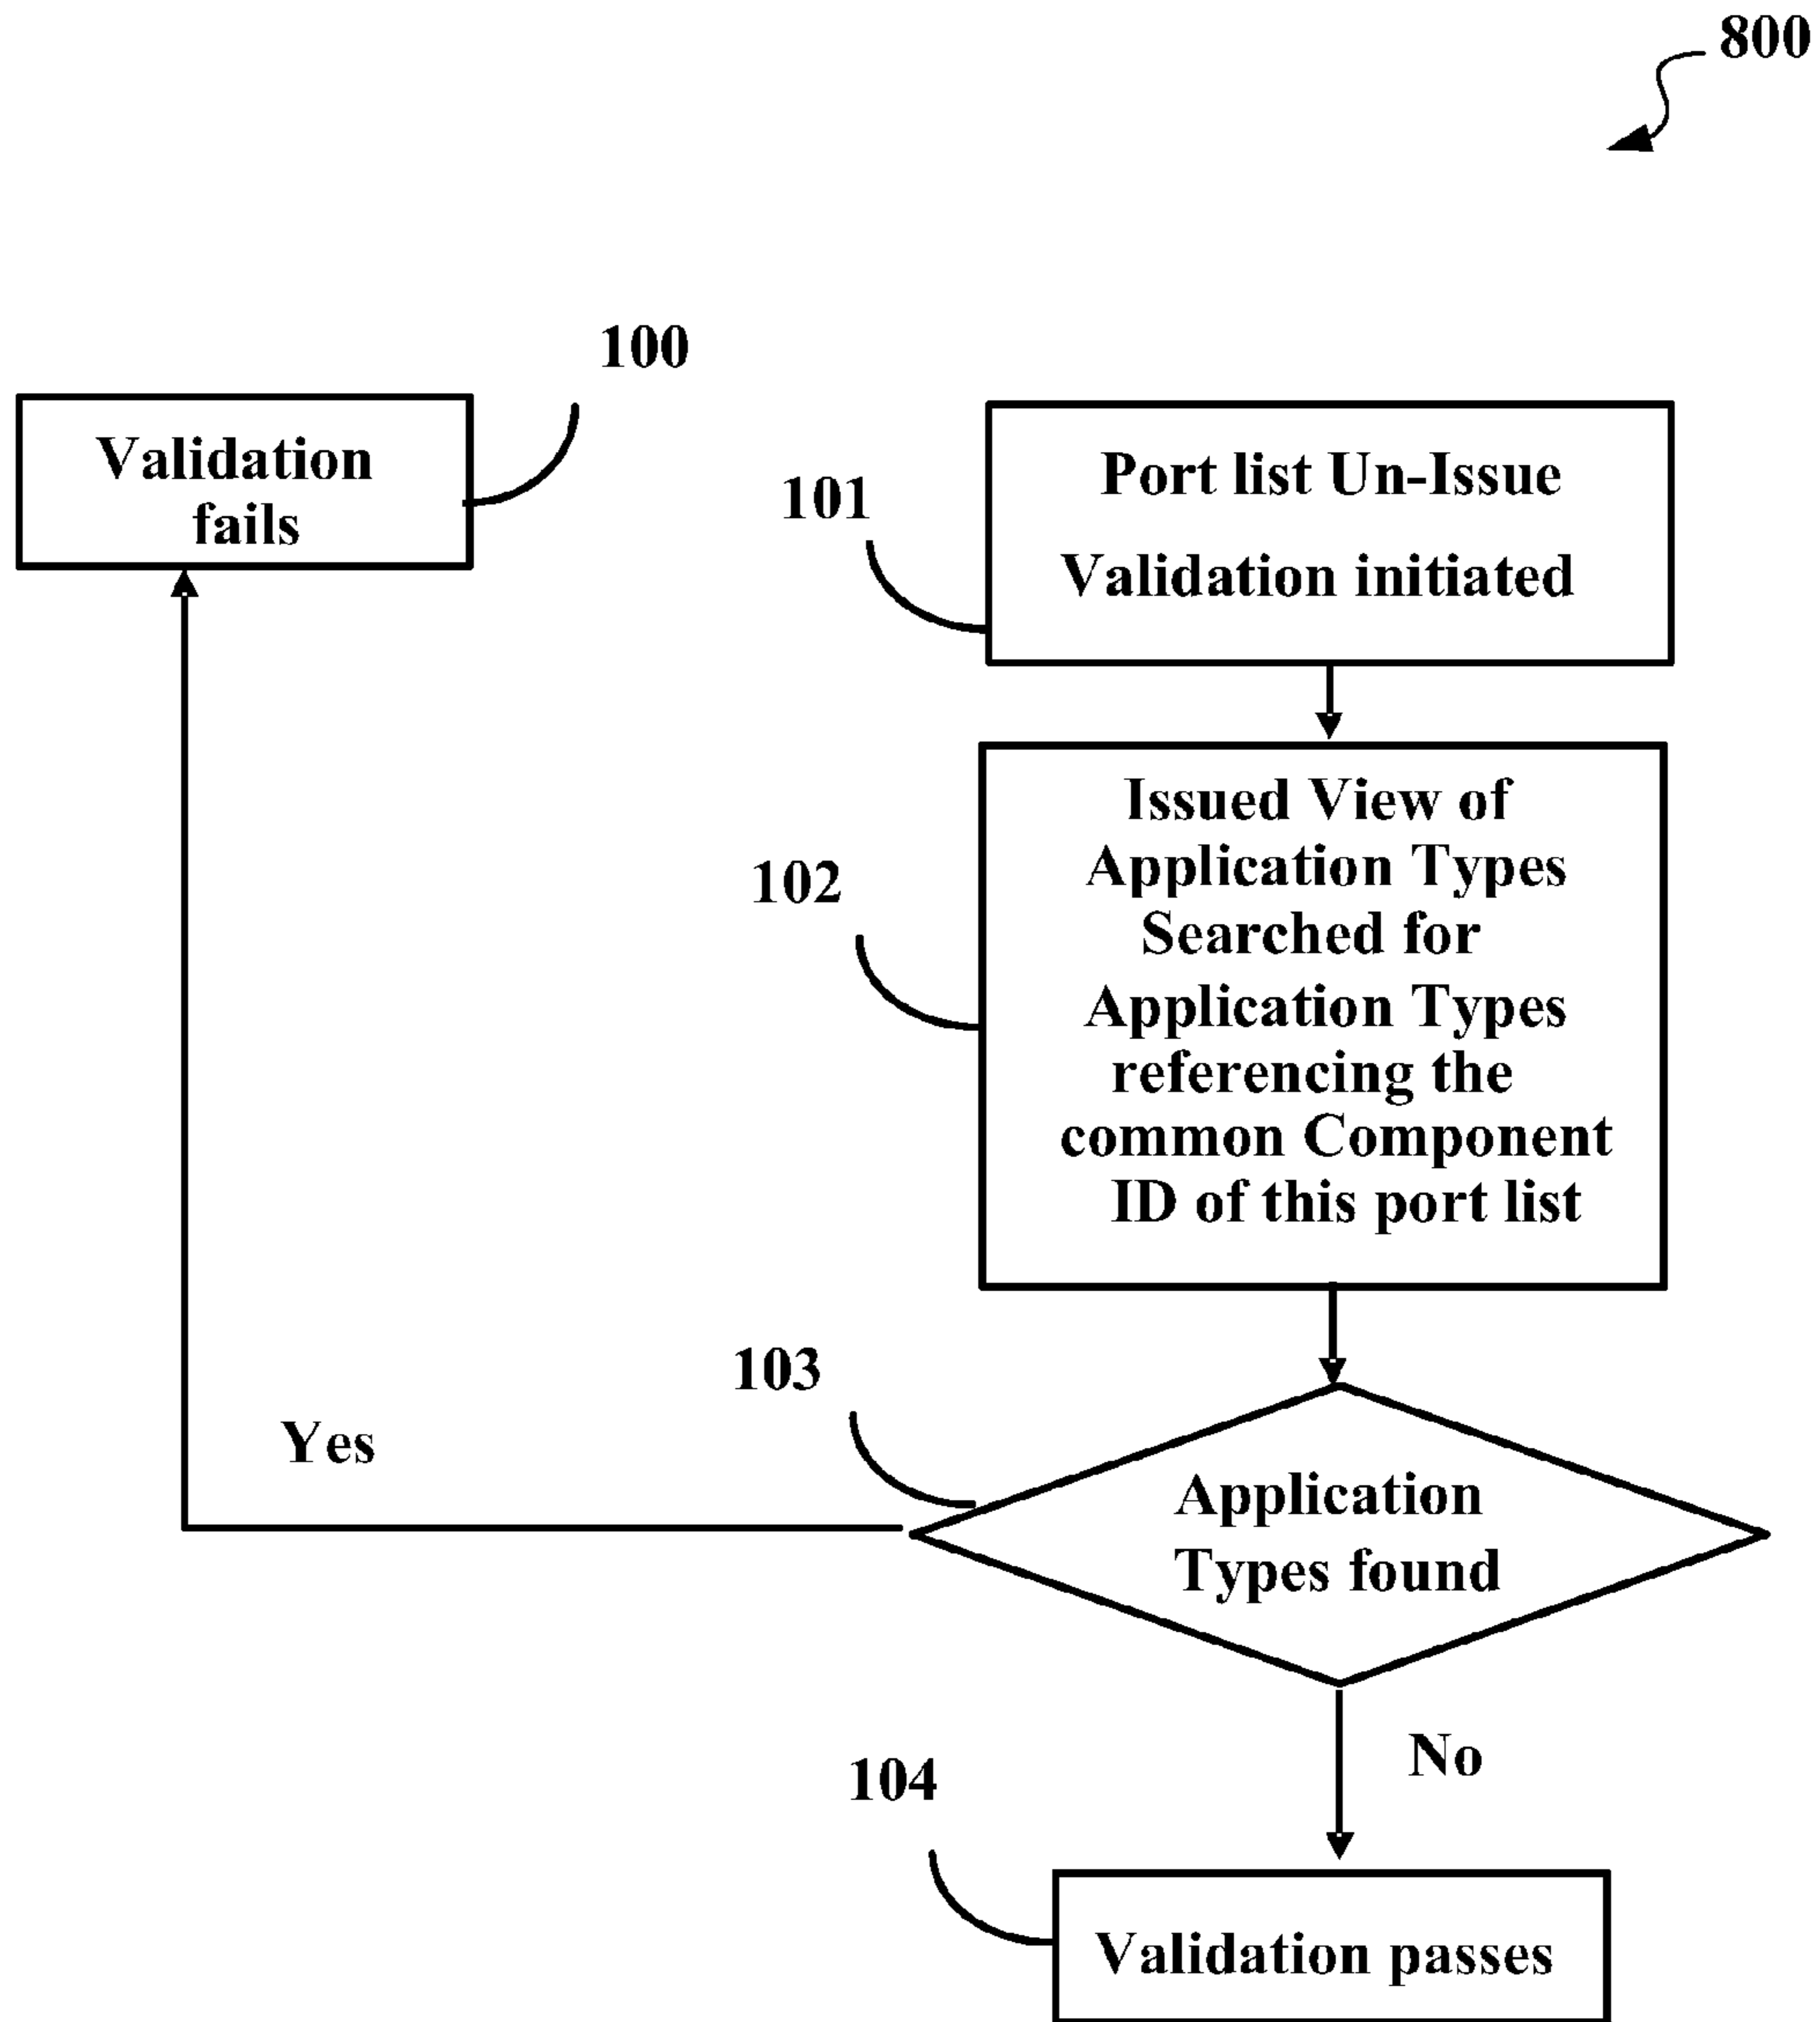 800
100
Validation
fails
101
Port list Un-Issue
Validation initiated
102
Issued View of
Application Types
Searched for
Application Types
referencing the
common Component
ID of this port list
103
Yes
Application
Types found
No
104
Validation passes